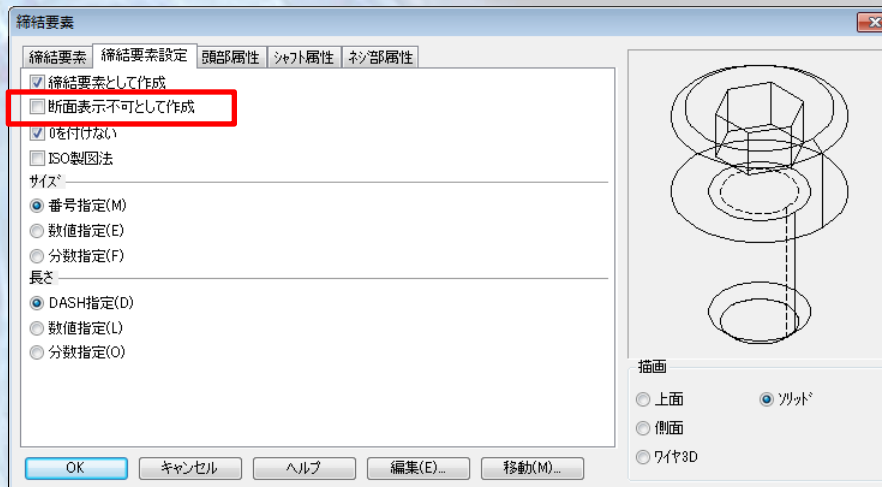 締結要素
締結要素 締結要素設定 頭部属性 ｼｬﾌﾄ属性 ﾈｼﾞ部属性
締結要素として作成
断面表示不可として作成
0を付けない
ISO製図法
ｻｲｽﾞ
番号指定(M)
数値指定(E)
分数指定(F)
長さ
DASH指定(D)
数値指定(L)
分数指定(O)
描画
上面 ｿﾘｯﾄﾞ
側面
ﾜｲﾔ3D
OK キャンセル ヘルプ 編集(E)... 移動(M)...